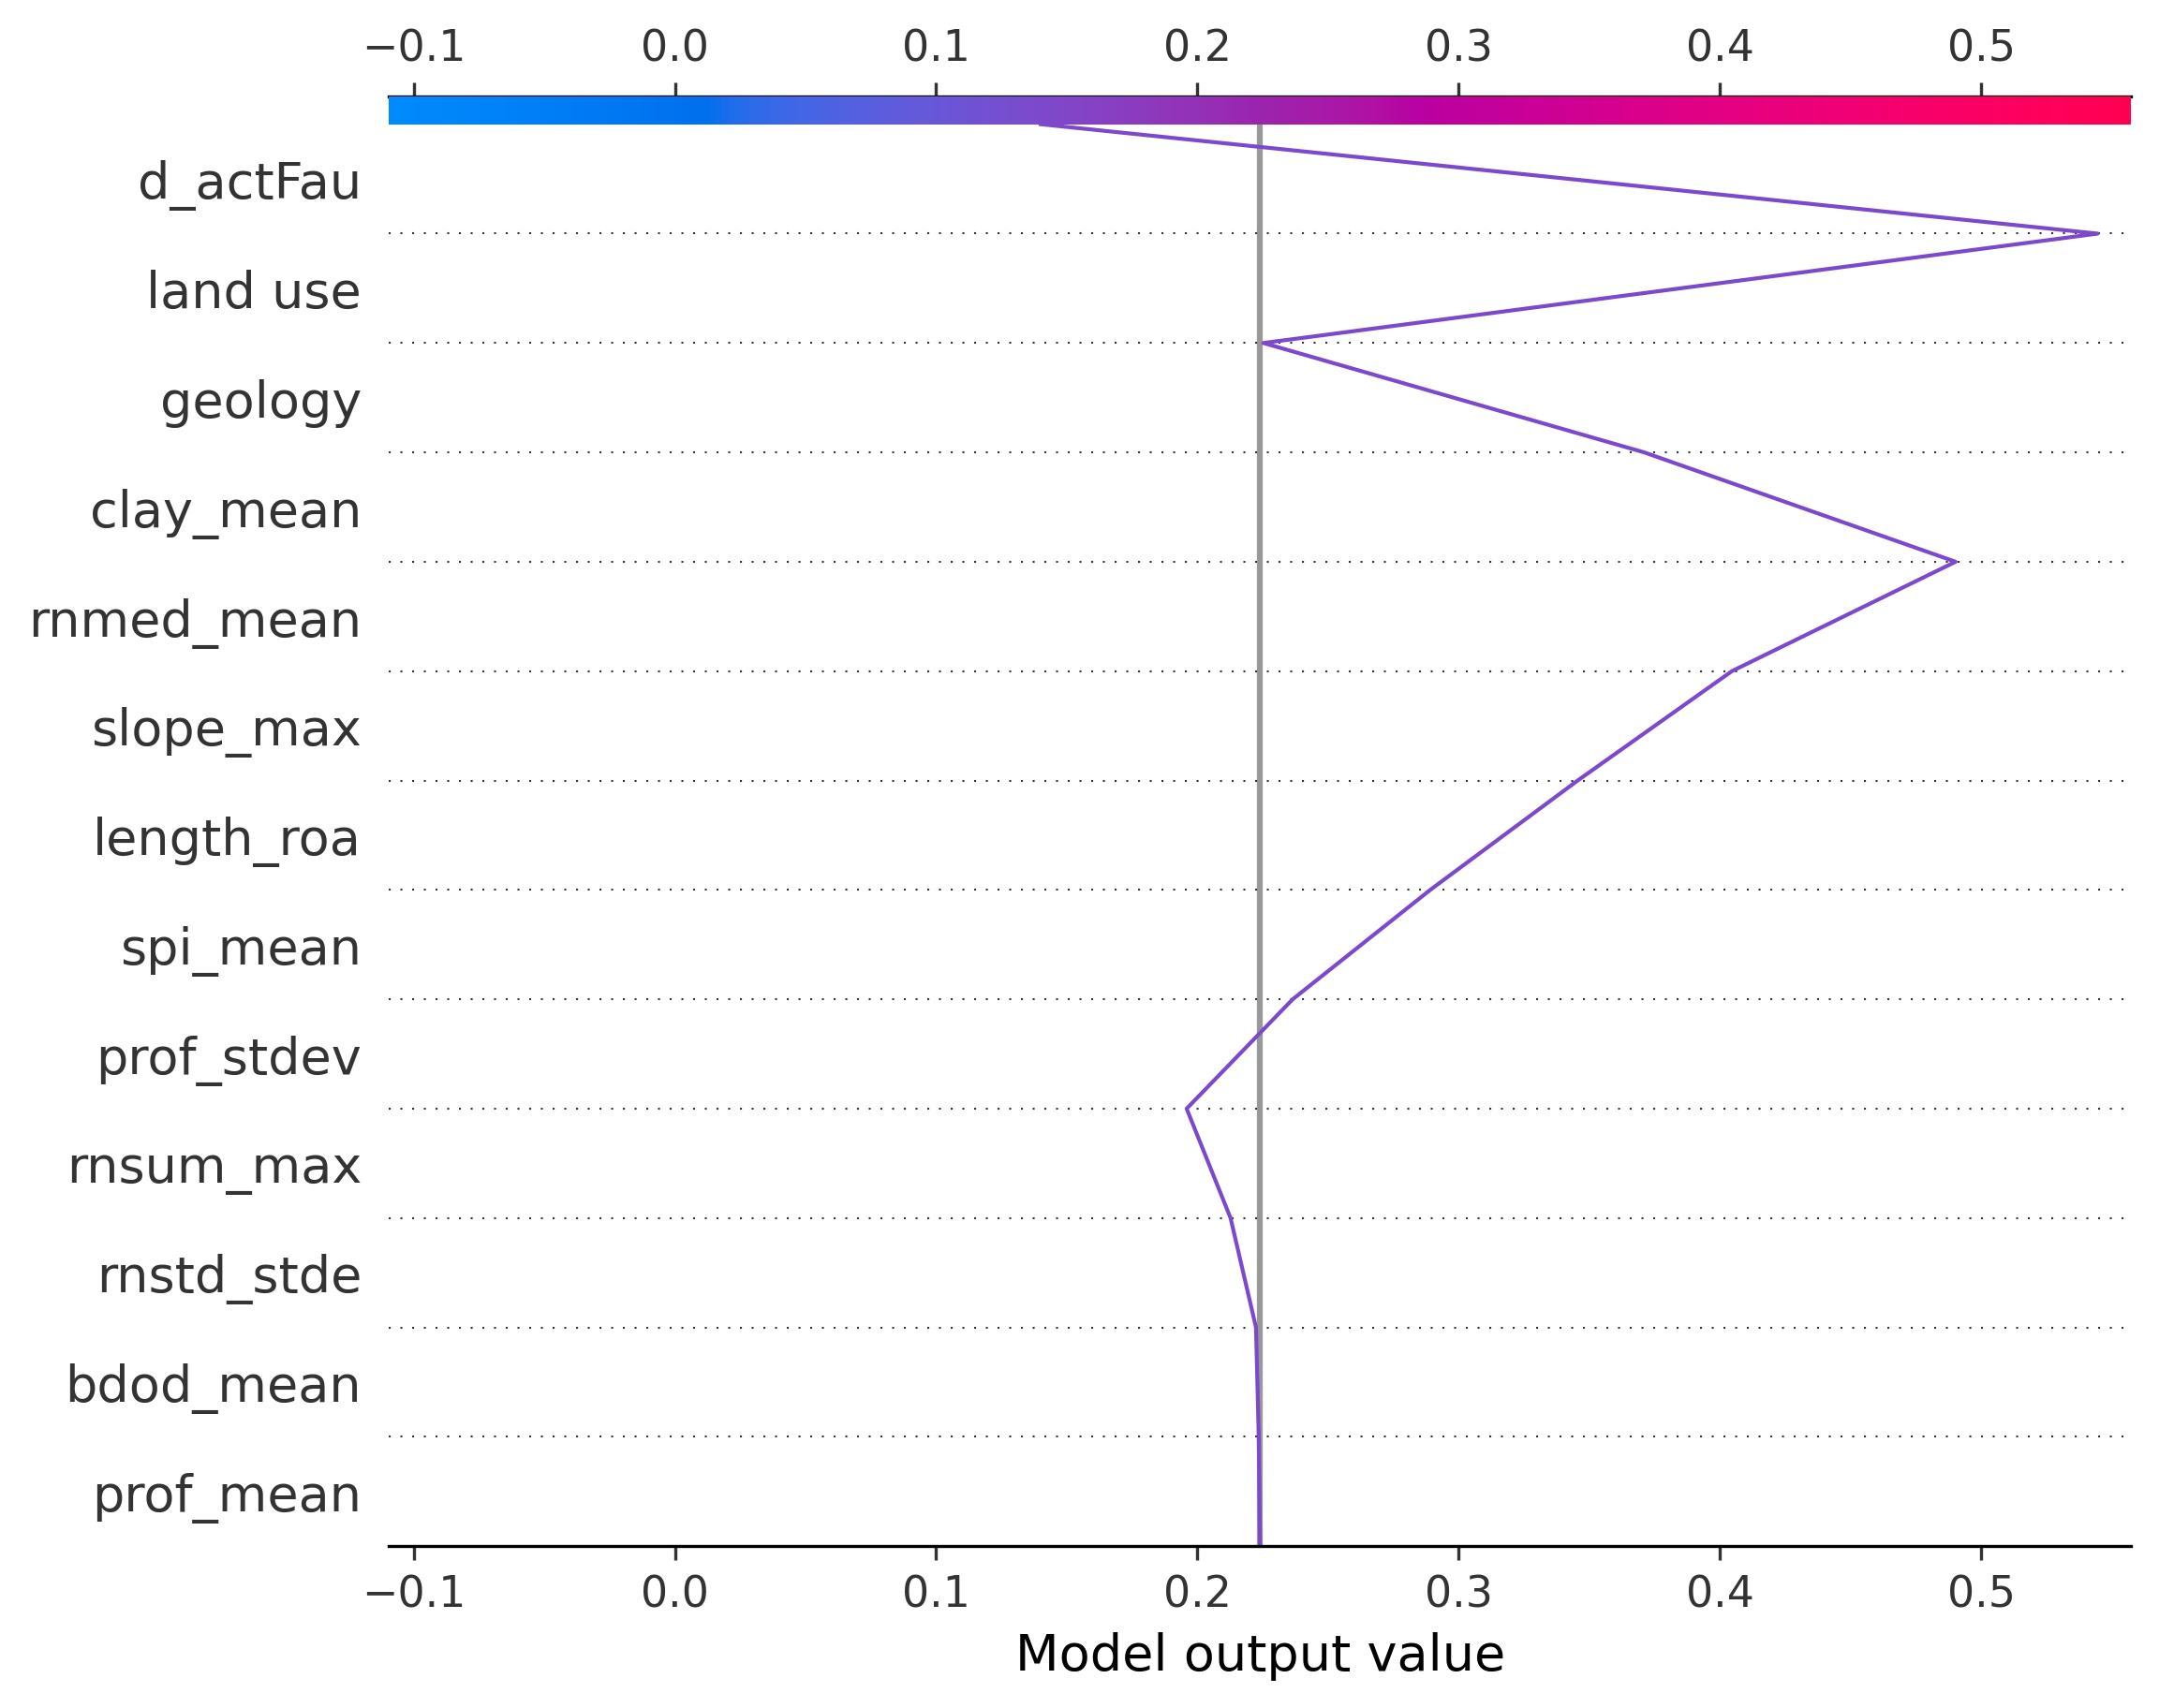 −0.1 0.0 0.1 0.2 0.3 0.4 0.5
d_actFau
land use
geology
clay_mean
rnmed_mean
slope_max
length_roa
spi_mean
prof_stdev
rnsum_max
rnstd_stde
bdod_mean
prof_mean
−0.1 0.0 0.1 0.2 0.3 0.4 0.5
Model output value